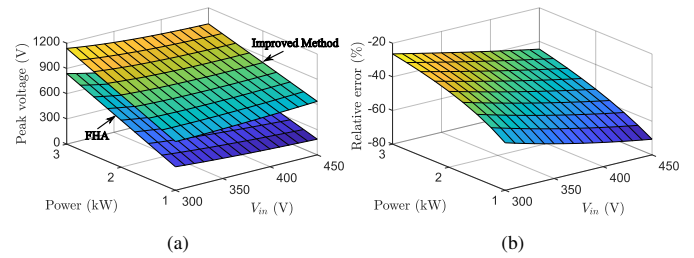 1200
900
600
300
0
Peak voltage (V)
Improved Method
FHA
3
2
1
Power (kW)
300
350
400
450
V_in (V)
(a)
-20
-40
-60
-80
Relative error (%)
3
2
1
Power (kW)
300
350
400
450
V_in (V)
(b)